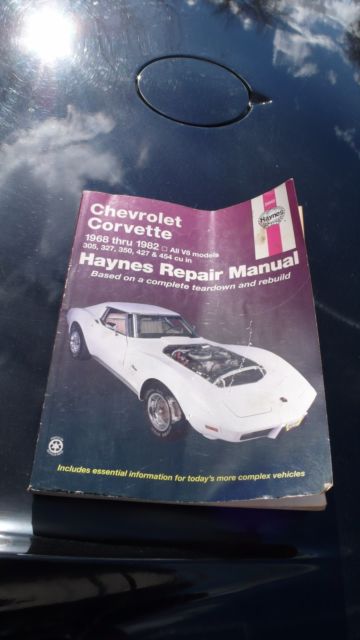 Chevrolet
Corvette
1968 thru 1982 □ All V8 models
305, 327, 350, 427 & 454 cu in
Haynes
Haynes Repair Manual
Based on a complete teardown and rebuild
Includes essential information for today's more complex vehicles